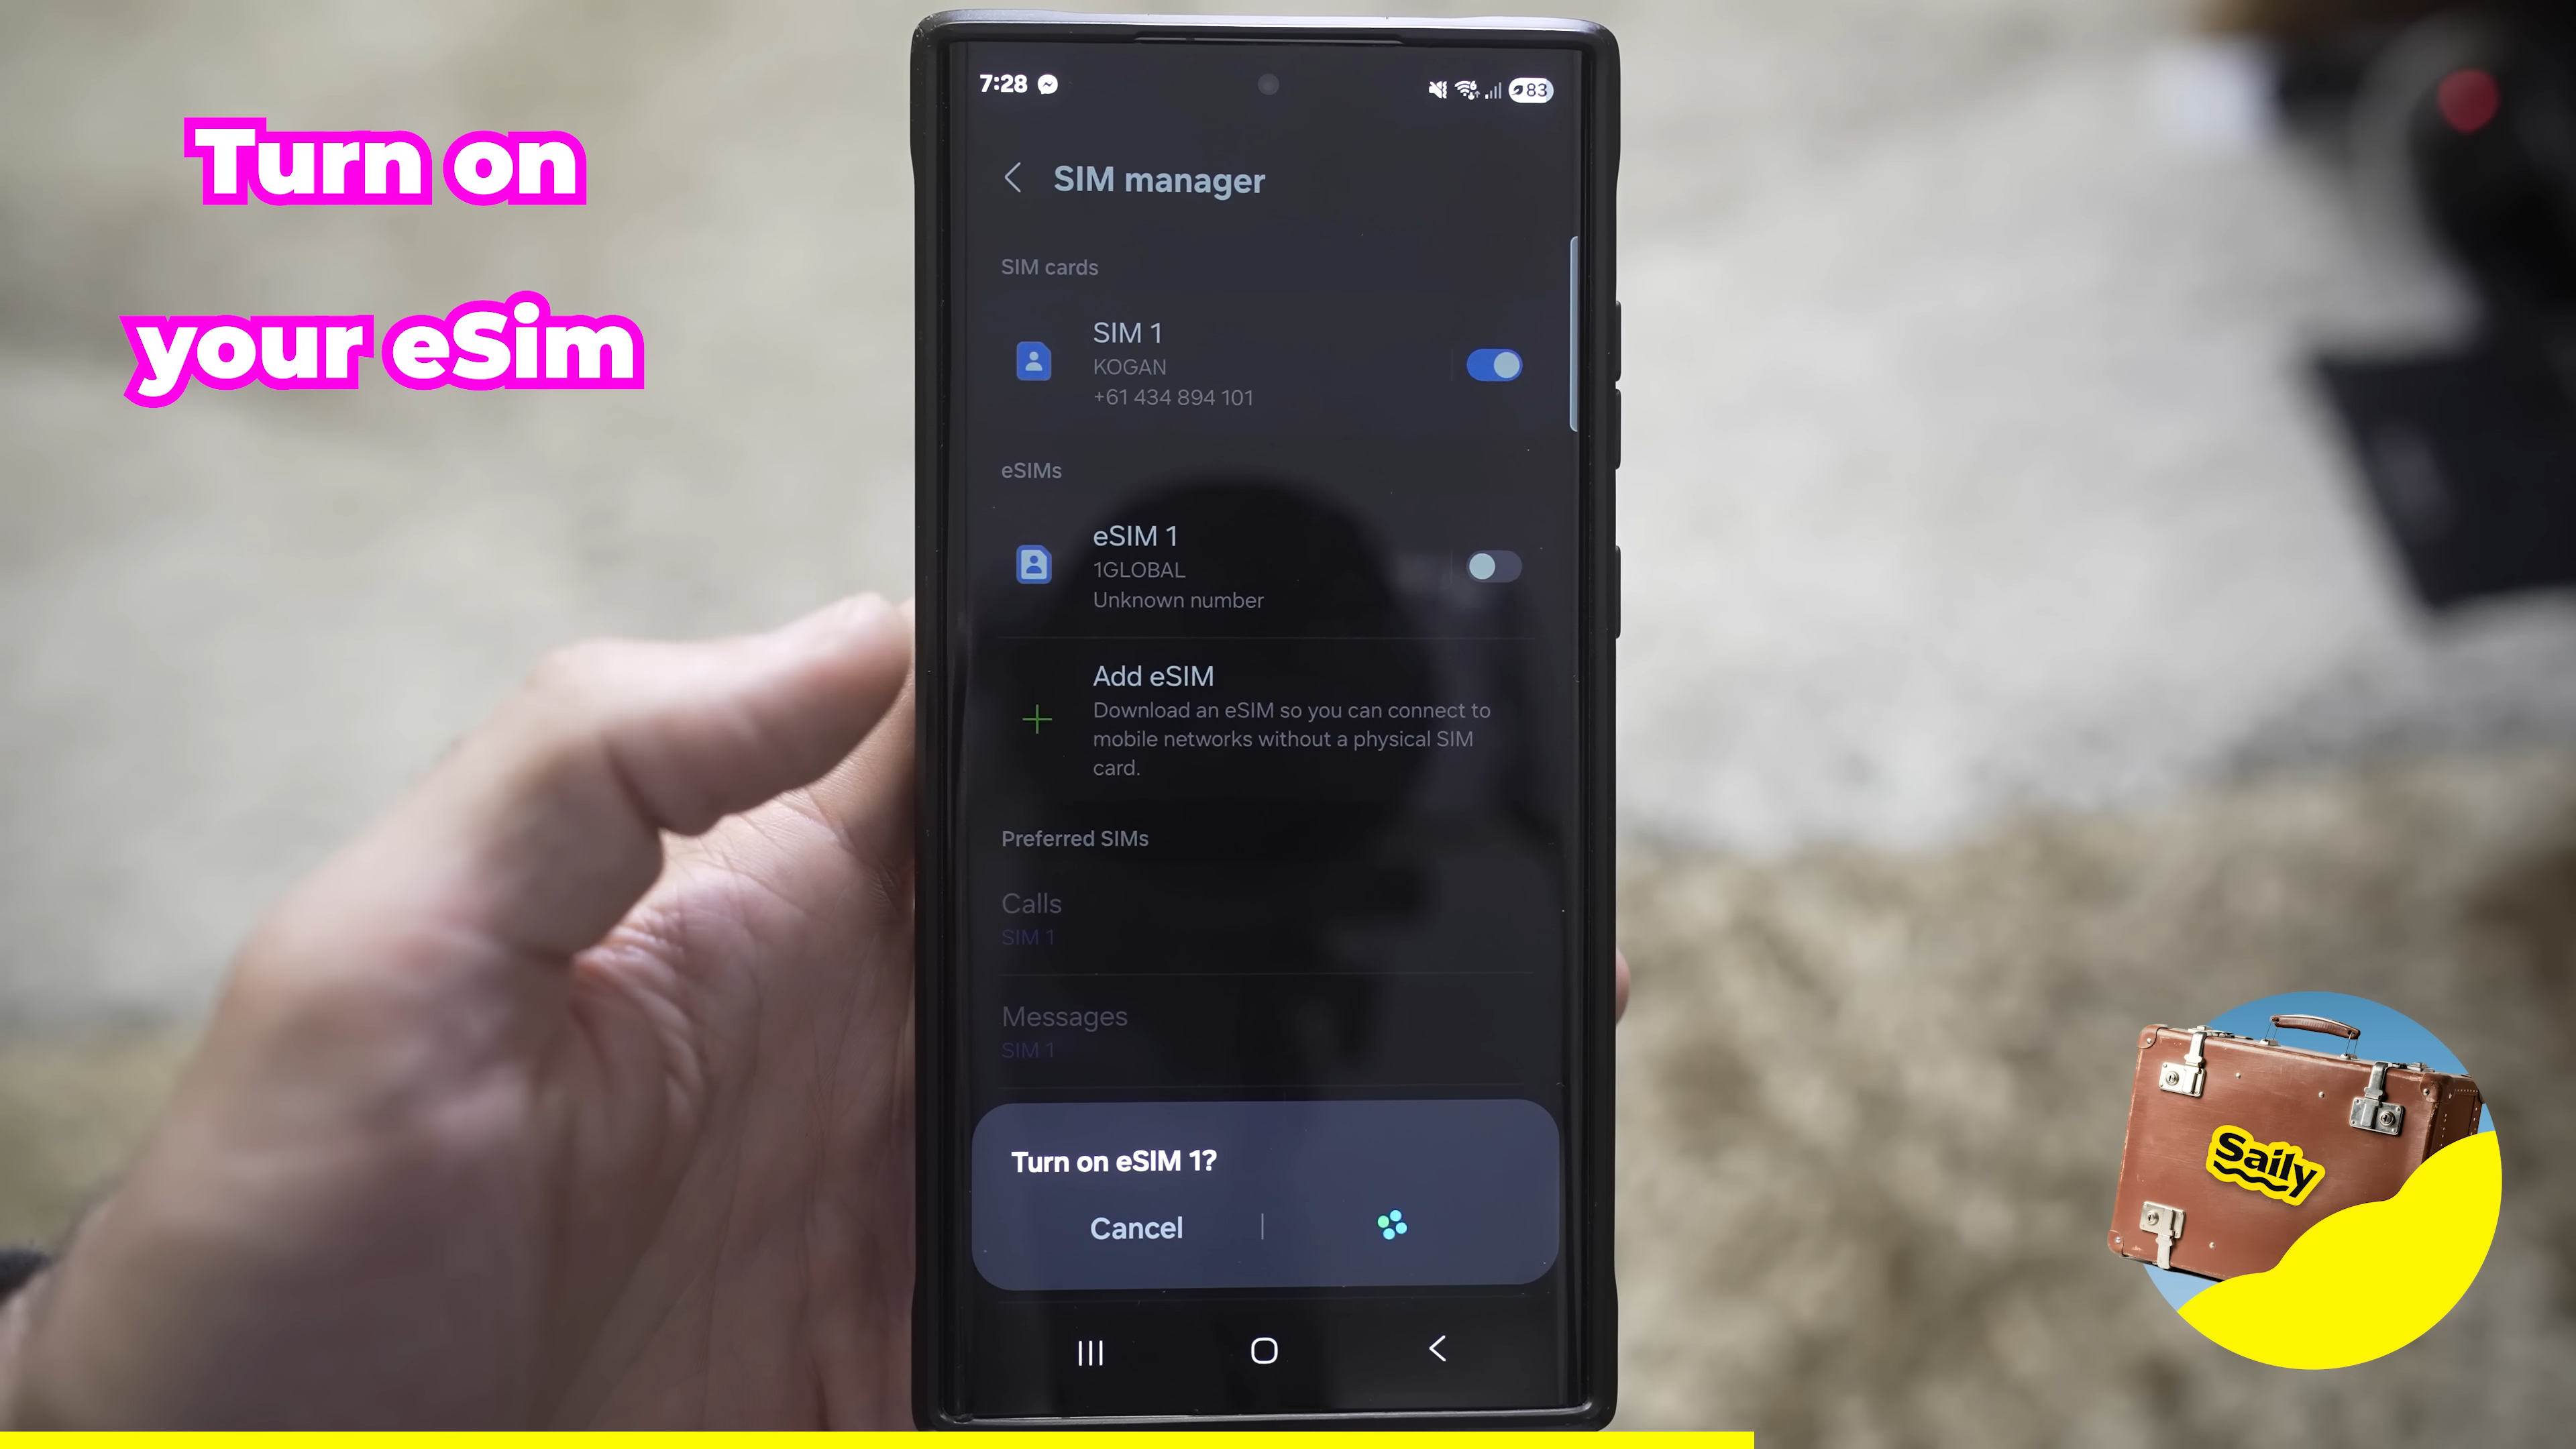 Turn on
your eSim
7:28
83
SIM manager
SIM cards
SIM 1
KOGAN
+61 434 894 101
eSIMs
eSIM 1
1GLOBAL
Unknown number
Add eSIM
Download an eSIM so you can connect to
mobile networks without a physical SIM
card.
Preferred SIMs
Calls
SIM 1
Messages
SIM 1
Turn on eSIM 1?
Cancel
Saily